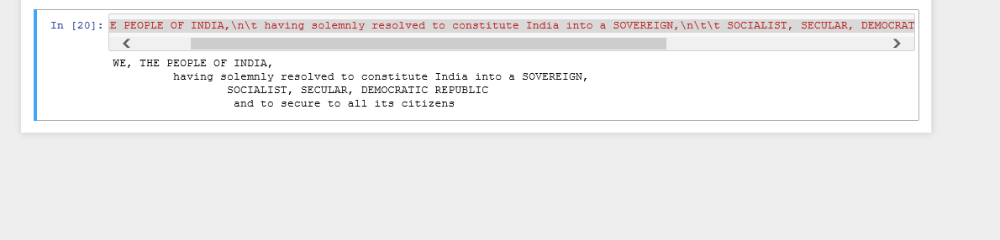 In [20]: E PEOPLE OF INDIA,\n\t having solemnly resolved to constitute India into a SOVEREIGN,\n\t\t SOCIALIST, SECULAR, DEMOCRAT
WE, THE PEOPLE OF INDIA,
having solemnly resolved to constitute India into a SOVEREIGN,
SOCIALIST, SECULAR, DEMOCRATIC REPUBLIC
and to secure to all its citizens